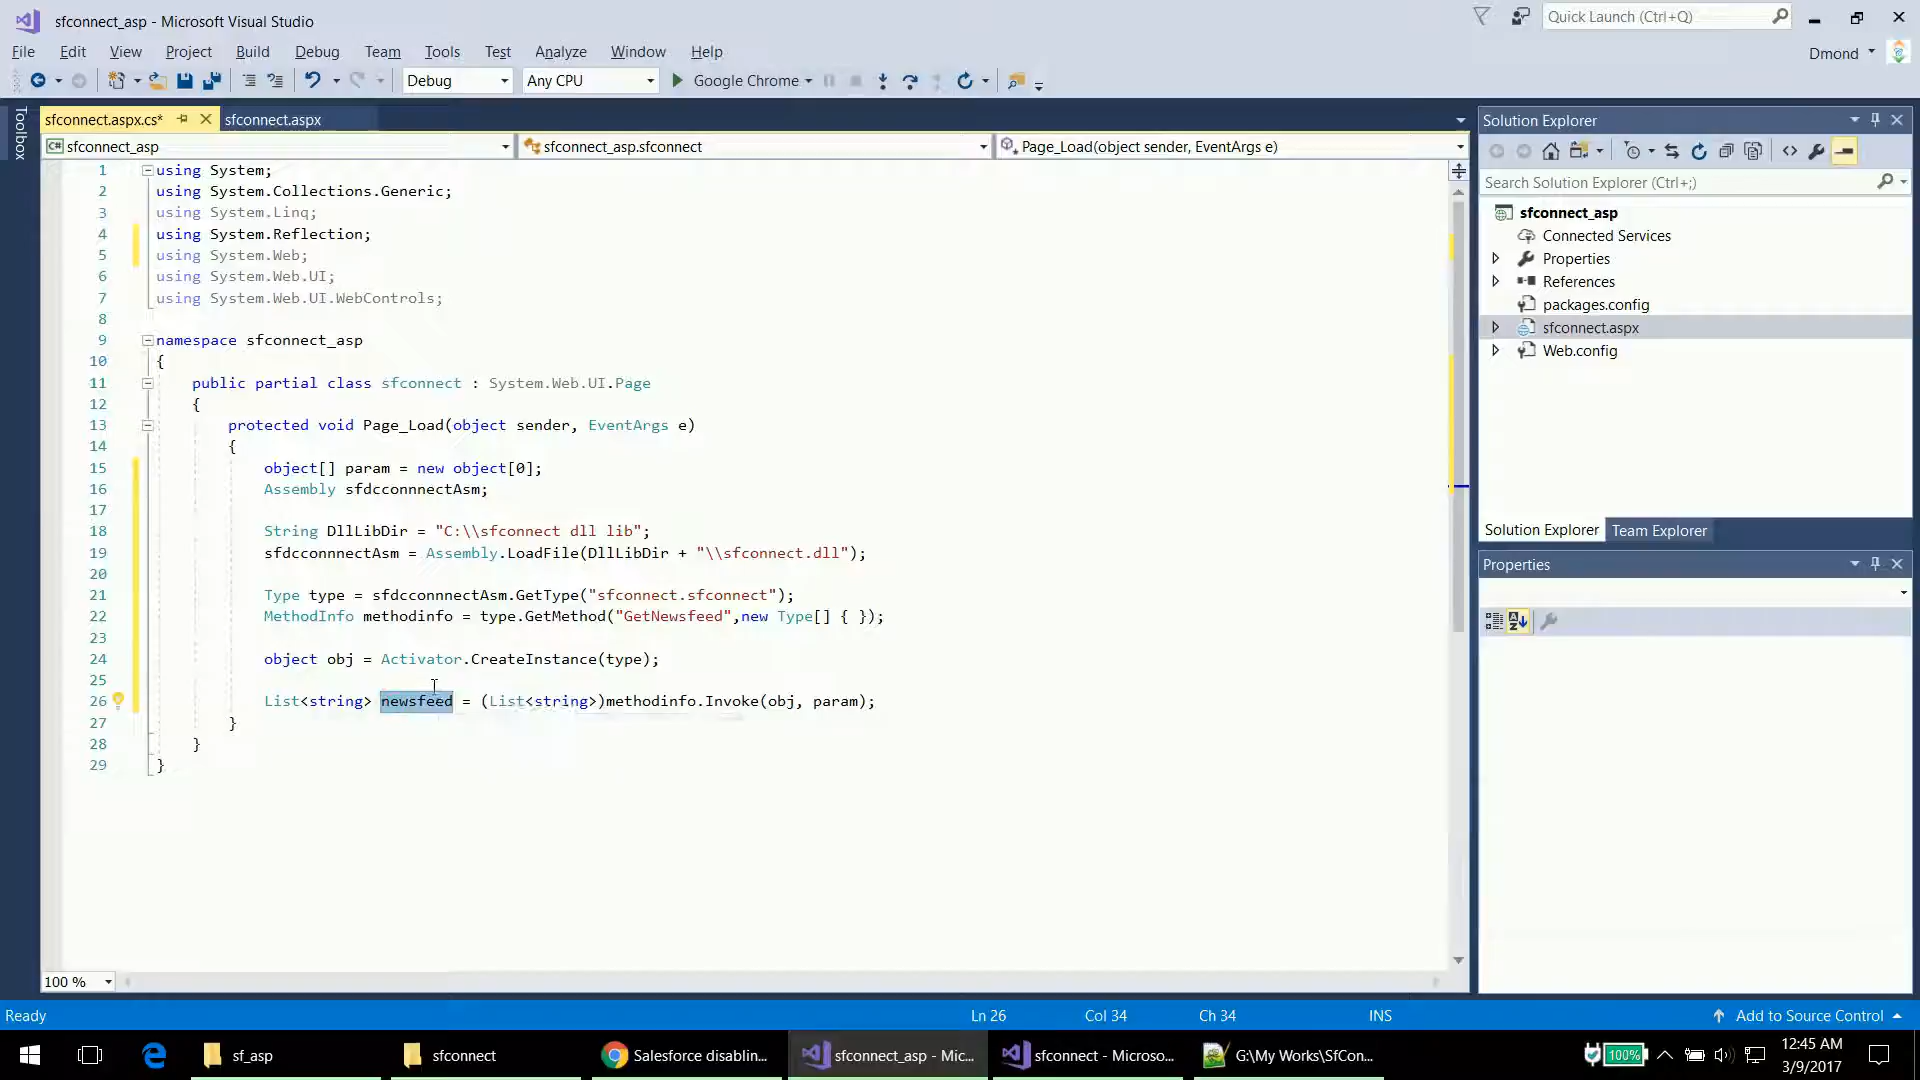 sfconnect_asp - Microsoft Visual Studio
Quick Launch (Ctrl+Q)
File Edit View Project Build Debug Team Tools Test Analyze Window Help
Dmond
Debug Any CPU Google Chrome
Toolbox
sfconnect.aspx.cs* sfconnect.aspx
sfconnect_asp sfconnect_asp.sfconnect Page_Load(object sender, EventArgs e)
1 using System;
2 using System.Collections.Generic;
3 using System.Linq;
4 using System.Reflection;
5 using System.Web;
6 using System.Web.UI;
7 using System.Web.UI.WebControls;
8
9 namespace sfconnect_asp
10 {
11 public partial class sfconnect : System.Web.UI.Page
12 {
13 protected void Page_Load(object sender, EventArgs e)
14 {
15 object[] param = new object[0];
16 Assembly sfdcconnnectAsm;
17
18 String DllLibDir = "C:\\sfconnect dll lib";
19 sfdcconnnectAsm = Assembly.LoadFile(DllLibDir + "\\sfconnect.dll");
20
21 Type type = sfdcconnnectAsm.GetType("sfconnect.sfconnect");
22 MethodInfo methodinfo = type.GetMethod("GetNewsfeed",new Type[] { });
23
24 object obj = Activator.CreateInstance(type);
25
26 List<string> newsfeed = (List<string>)methodinfo.Invoke(obj, param);
27 }
28 }
29 }
100 %
Solution Explorer
Search Solution Explorer (Ctrl+;)
sfconnect_asp
Connected Services
Properties
References
packages.config
sfconnect.aspx
Web.config
Solution Explorer Team Explorer
Properties
Ready Ln 26 Col 34 Ch 34 INS Add to Source Control
sf_asp sfconnect Salesforce disablin... sfconnect_asp - Mic... sfconnect - Microso... G:\My Works\SfCon... 100% 12:45 AM
3/9/2017